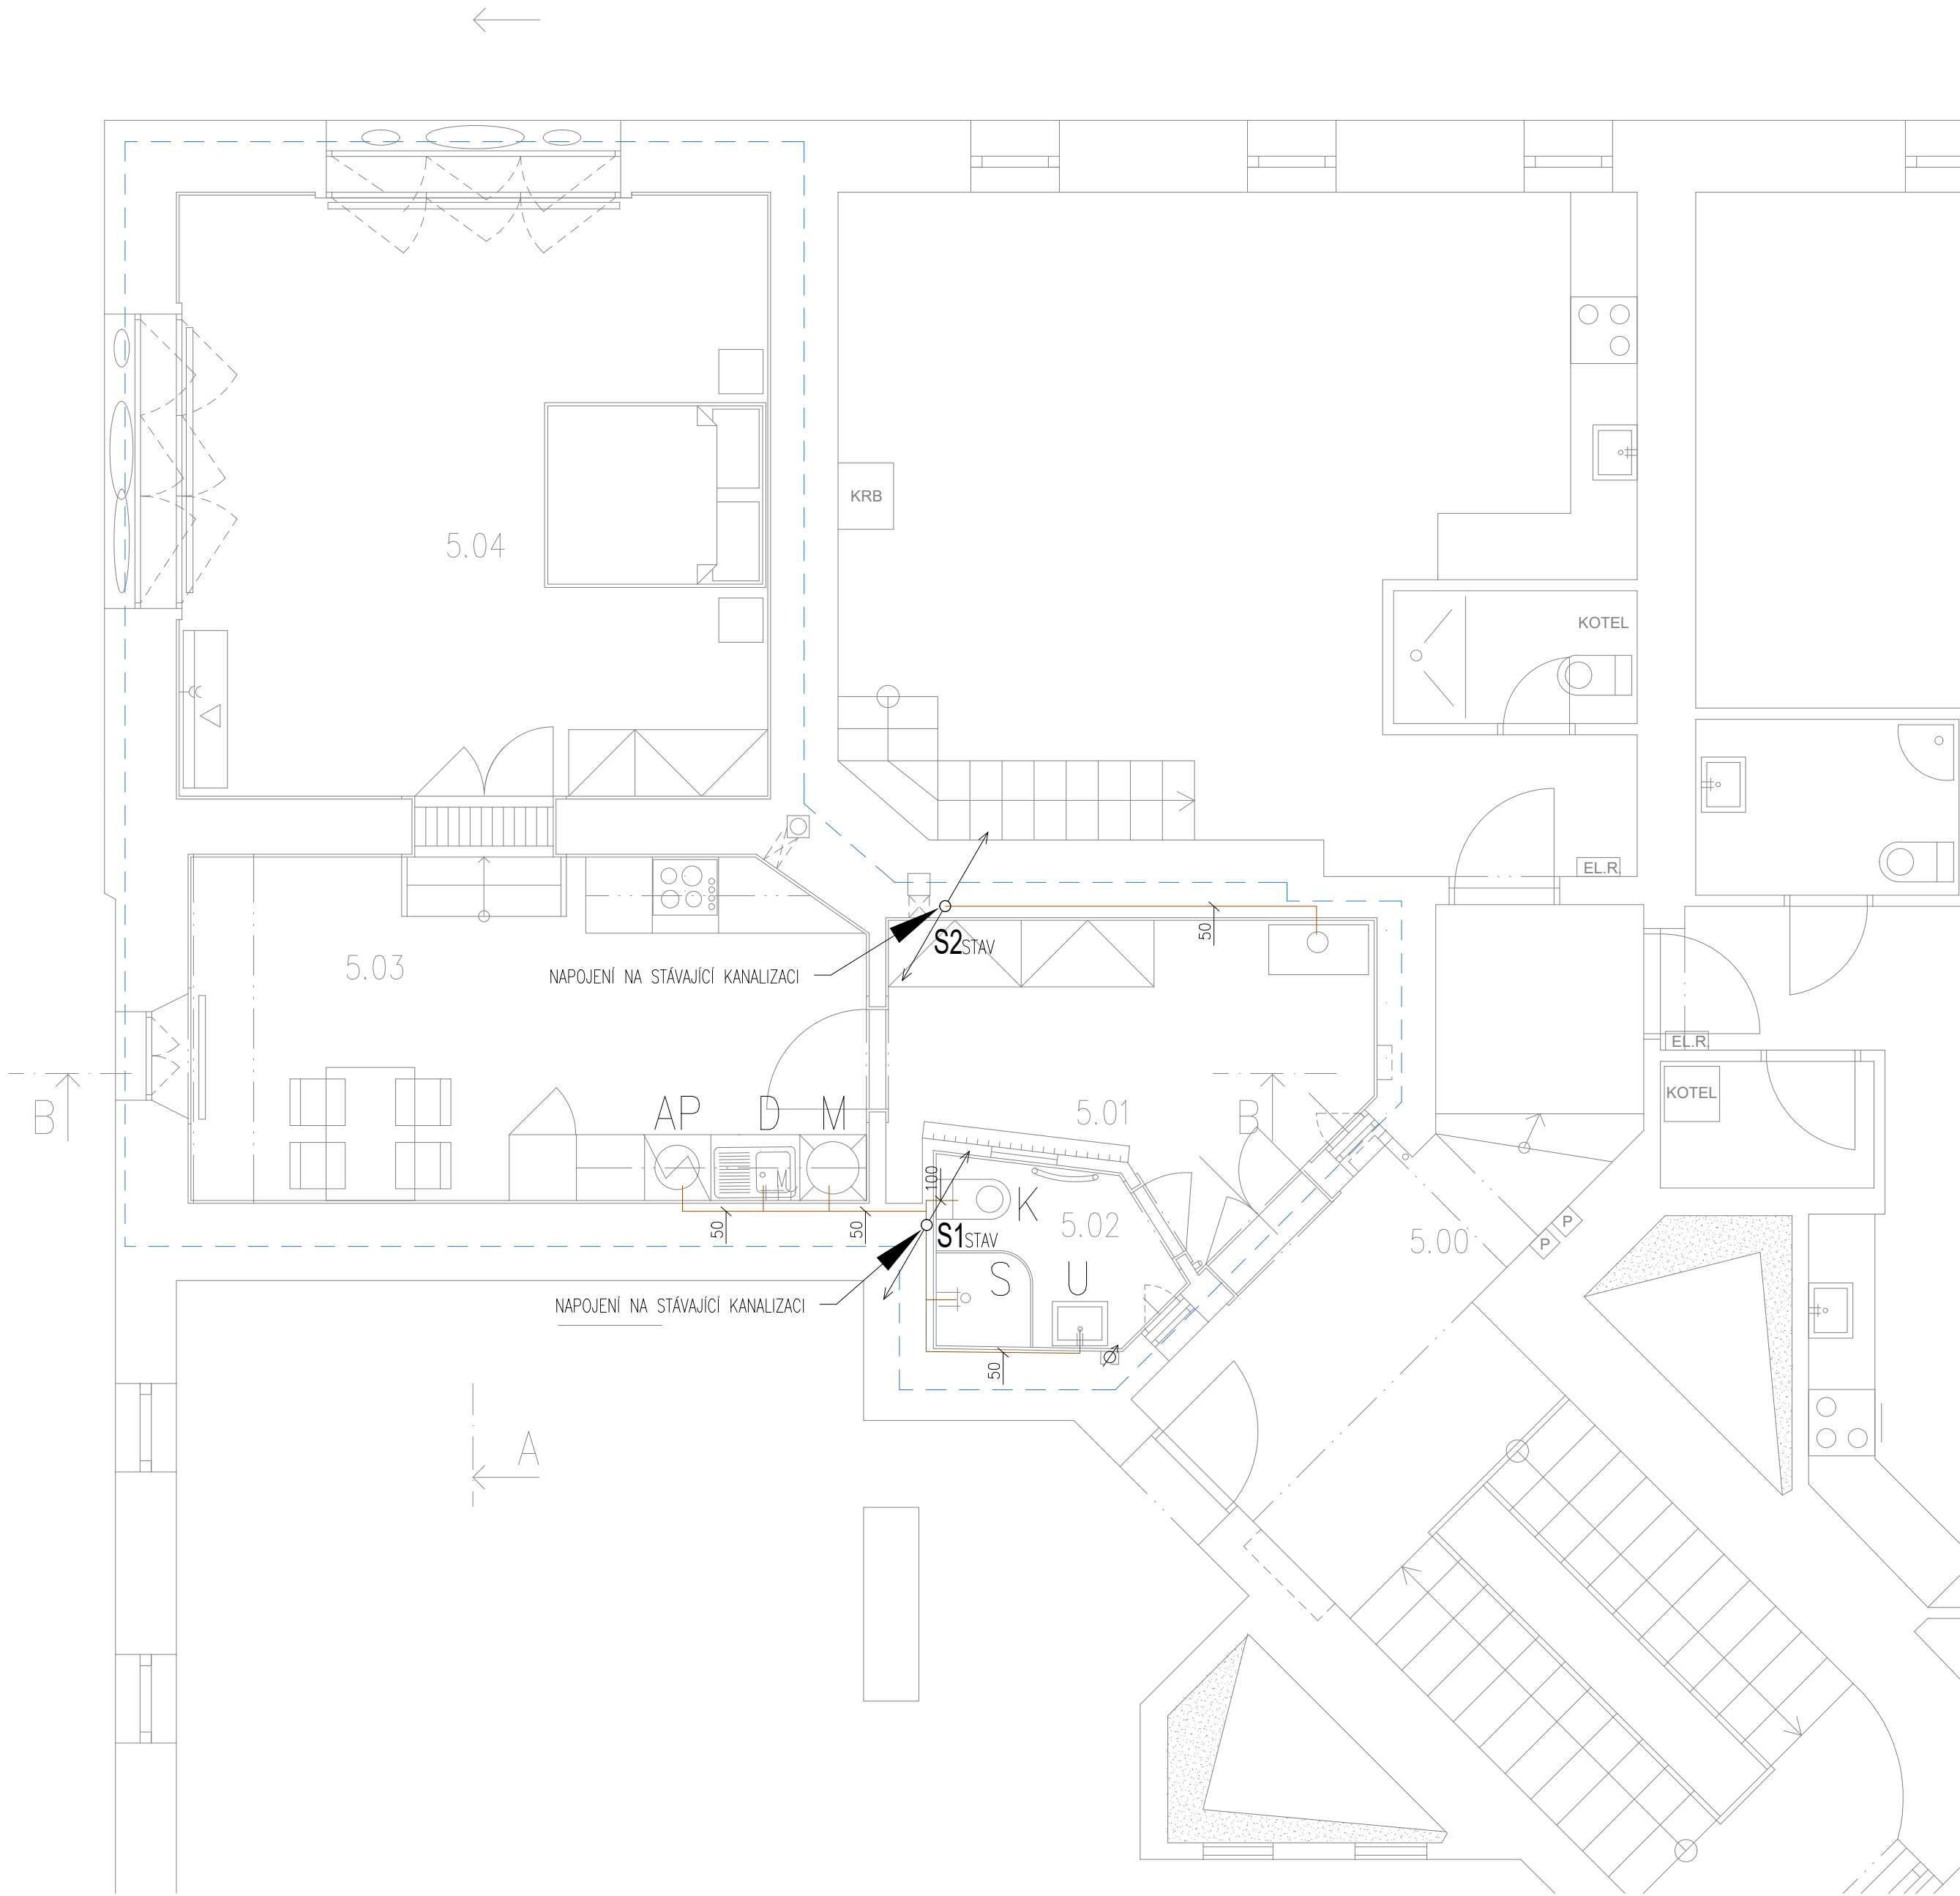 KRB
5.04
KOTEL
EL.R.
S2STAV
50
5.03
NAPOJENÍ NA STÁVAJÍCÍ KANALIZACI
EL.R.
KOTEL
B
AP D M
5.01
B
100
K
5.02
50
50
S1STAV
5.00
P
P
S
U
NAPOJENÍ NA STÁVAJÍCÍ KANALIZACI
50
A